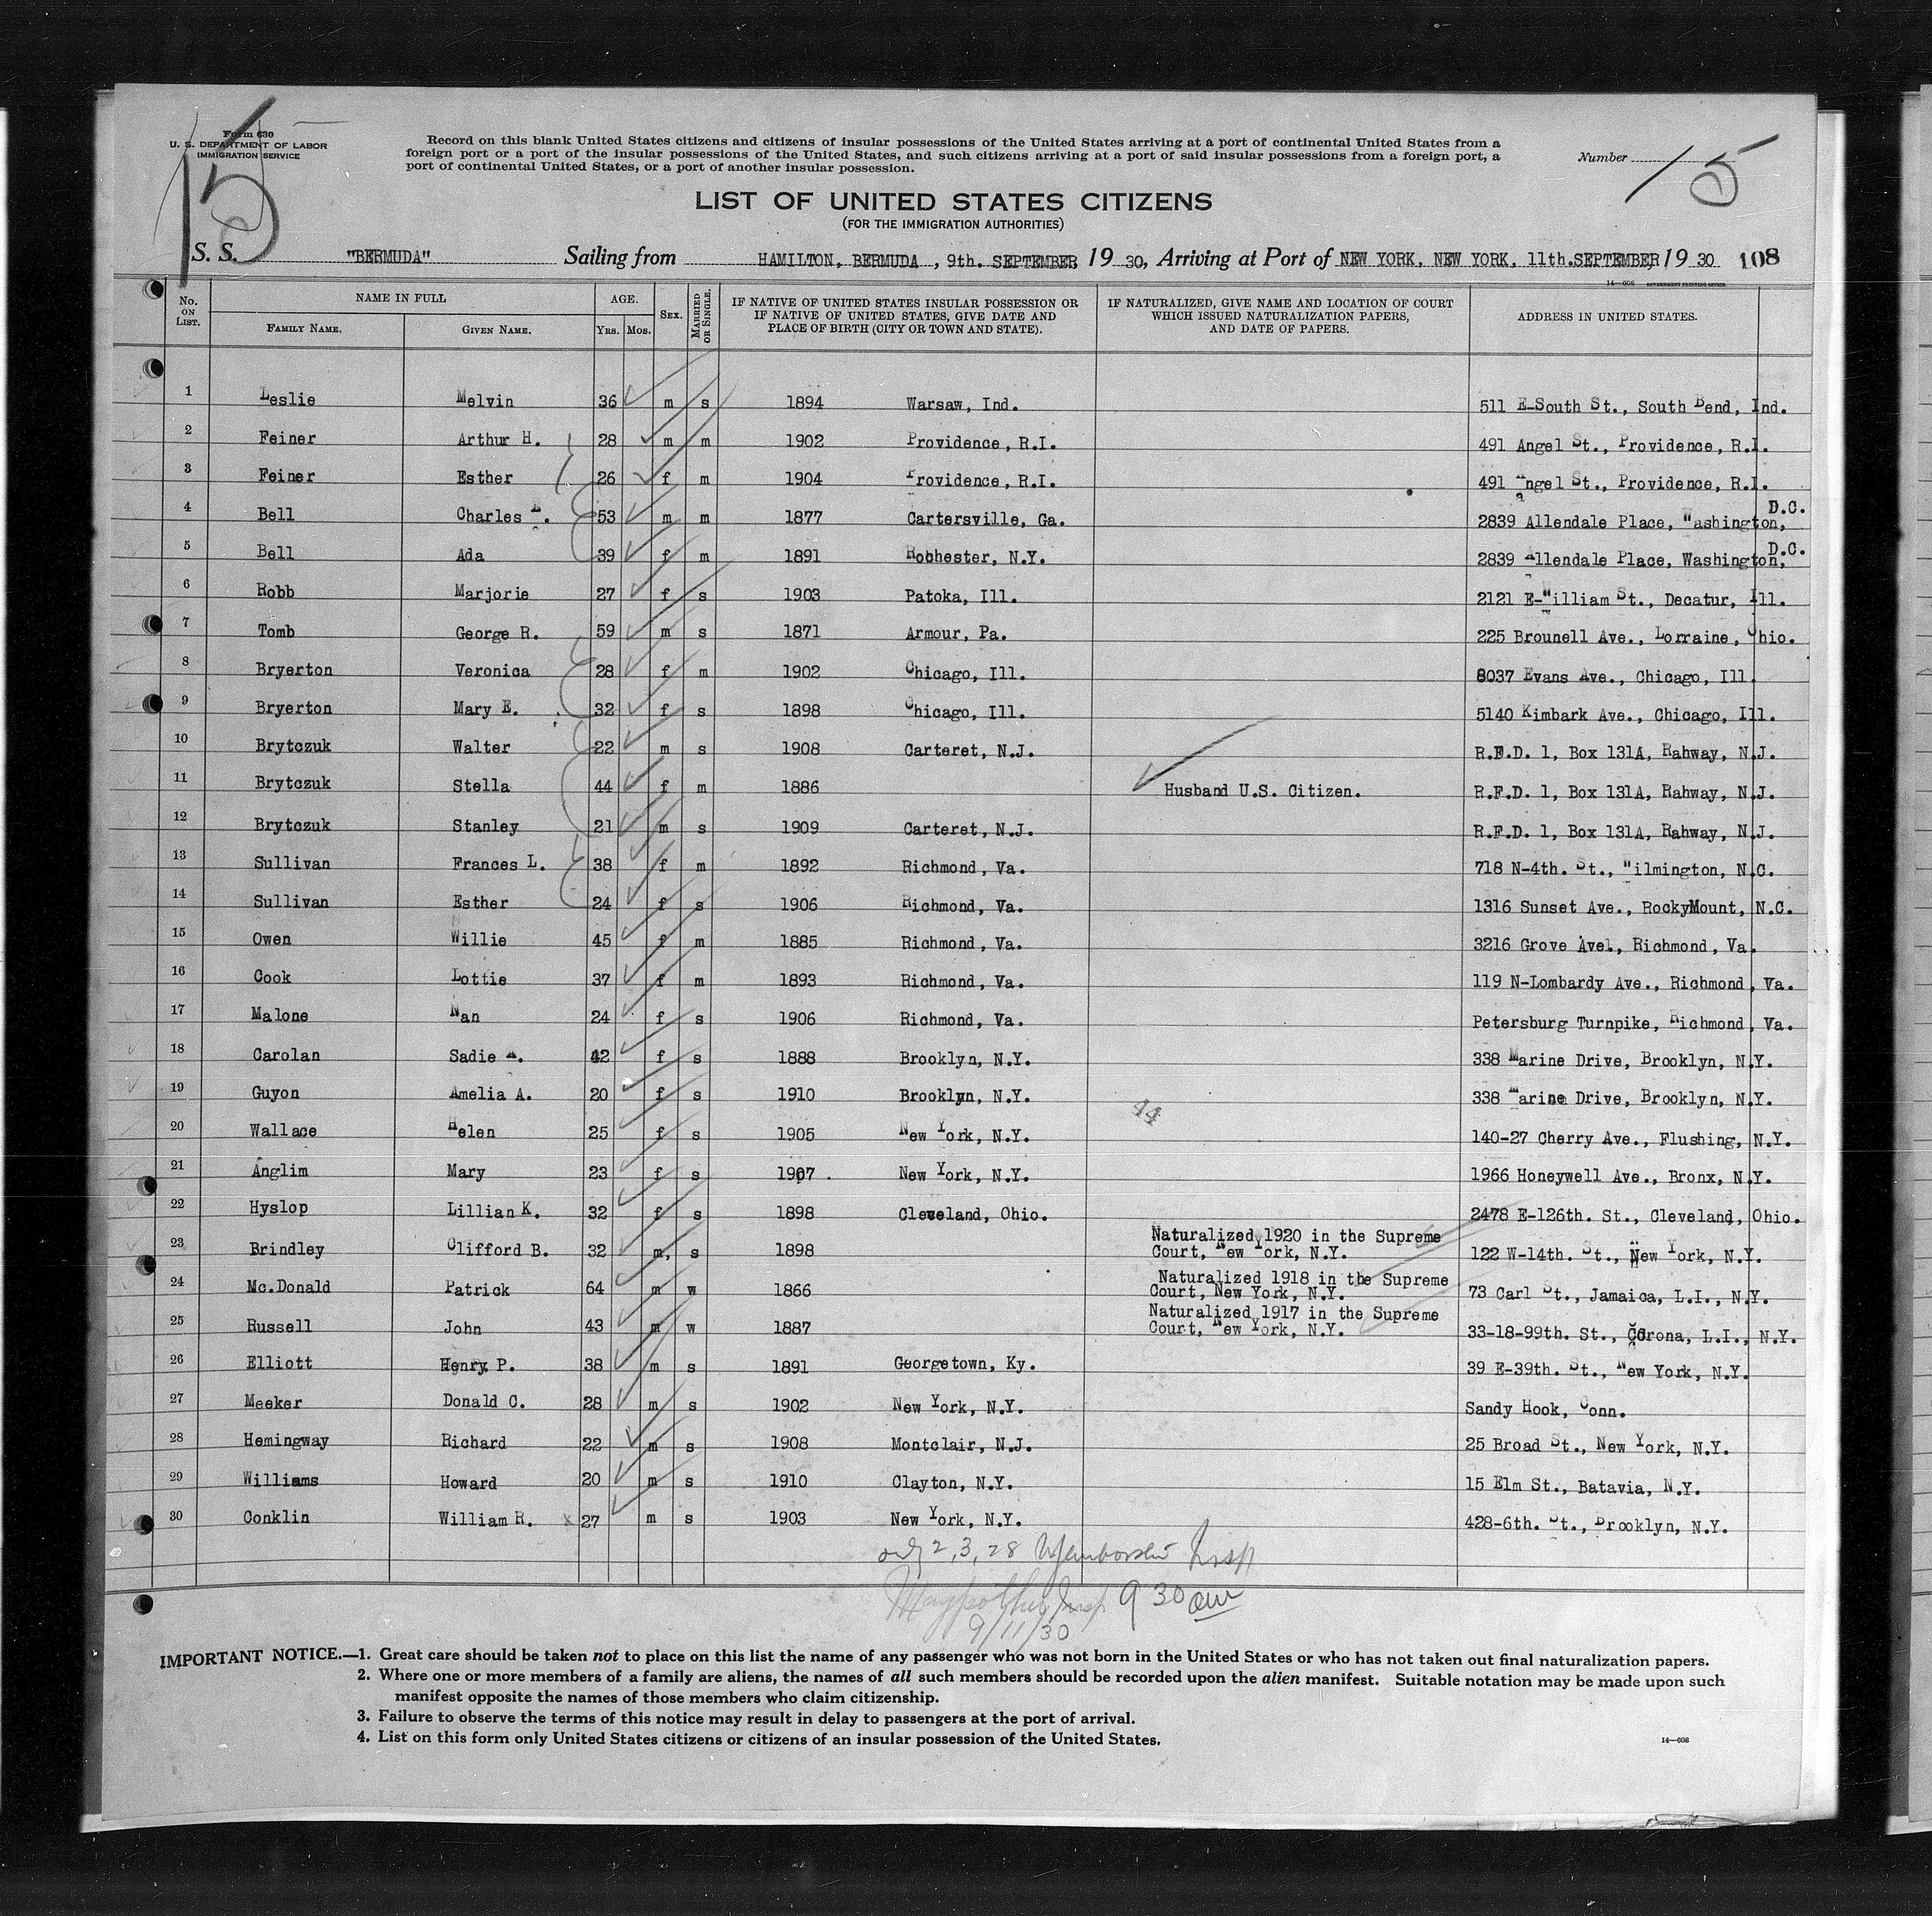 Form 630
U. S. DEPARTMENT OF LABOR
IMMIGRATION SERVICE
15
Record on this blank United States citizens and citizens of insular possessions of the United States arriving at a port of continental United States from a
foreign port or a port of the insular possessions of the United States, and such citizens arriving at a port of said insular possessions from a foreign port, a
port of continental United States, or a port of another insular possession.
Number
LIST OF UNITED STATES CITIZENS
(FOR THE IMMIGRATION AUTHORITIES)
S. S. "BERMUDA" Sailing from HAMILTON, BERMUDA, 9th. SEPTEMBER, 19 30, Arriving at Port of NEW YORK, NEW YORK, 11th. SEPTEMBER, 19 30 108
14—608 GOVERNMENT PRINTING OFFICE
No. ON LIST. NAME IN FULL FAMILY NAME. GIVEN NAME. AGE. YRS. MOS. SEX. MARRIED OR SINGLE. IF NATIVE OF UNITED STATES INSULAR POSSESSION OR IF NATIVE OF UNITED STATES, GIVE DATE AND PLACE OF BIRTH (CITY OR TOWN AND STATE). IF NATURALIZED, GIVE NAME AND LOCATION OF COURT WHICH ISSUED NATURALIZATION PAPERS, AND DATE OF PAPERS. ADDRESS IN UNITED STATES.
1 Leslie Melvin 36 m s 1894 Warsaw, Ind. 511 E-South St., South Bend, Ind.
2 Feiner Arthur H. 28 m m 1902 Providence, R.I. 491 Angel St., Providence, R.I.
3 Feiner Esther 26 f m 1904 Providence, R.I. 491 Angel St., Providence, R.I.
4 Bell Charles 53 m m 1877 Cartersville, Ga. 2839 Allendale Place, Washington, D.C.
5 Bell Ada 39 f m 1891 Rochester, N.Y. 2839 Allendale Place, Washington, D.C.
6 Robb Marjorie 27 f s 1903 Patoka, Ill. 2121 E-William St., Decatur, Ill.
7 Tomb George R. 59 m s 1871 Armour, Pa. 225 Brounell Ave., Lorraine, Ohio.
8 Bryerton Veronica 28 f m 1902 Chicago, Ill. 8037 Evans Ave., Chicago, Ill.
9 Bryerton Mary E. 32 f s 1898 Chicago, Ill. 5140 Kimbark Ave., Chicago, Ill.
10 Brytczuk Walter 22 m s 1908 Carteret, N.J. R.F.D. 1, Box 131A, Rahway, N.J.
11 Brytczuk Stella 44 f m 1886 Husband U.S. Citizen. R.F.D. 1, Box 131A, Rahway, N.J.
12 Brytczuk Stanley 21 m s 1909 Carteret, N.J. R.F.D. 1, Box 131A, Rahway, N.J.
13 Sullivan Frances L. 38 f m 1892 Richmond, Va. 718 N-4th. St., Wilmington, N.C.
14 Sullivan Esther 24 f s 1906 Richmond, Va. 1316 Sunset Ave., RockyMount, N.C.
15 Owen Willie 45 f m 1885 Richmond, Va. 3216 Grove Avel, Richmond, Va.
16 Cook Lottie 37 f m 1893 Richmond, Va. 119 N-Lombardy Ave., Richmond, Va.
17 Malone Nan 24 f s 1906 Richmond, Va. Petersburg Turnpike, Richmond, Va.
18 Carolan Sadie A. 42 f s 1888 Brooklyn, N.Y. 338 Marine Drive, Brooklyn, N.Y.
19 Guyon Amelia A. 20 f s 1910 Brooklyn, N.Y. 338 Marine Drive, Brooklyn, N.Y.
44
20 Wallace Helen 25 f s 1905 New York, N.Y. 140-27 Cherry Ave., Flushing, N.Y.
21 Anglim Mary 23 f s 1907 New York, N.Y. 1966 Honeywell Ave., Bronx, N.Y.
22 Hyslop Lillian K. 32 f s 1898 Cleveland, Ohio. 2478 E-126th. St., Cleveland, Ohio.
23 Brindley Clifford B. 32 m, s 1898 Naturalized 1920 in the Supreme Court, New York, N.Y. 122 W-14th. St., New York, N.Y.
24 Mc.Donald Patrick 64 m w 1866 Naturalized 1918 in the Supreme Court, New York, N.Y. 73 Carl St., Jamaica, L.I., N.Y.
25 Russell John 43 m w 1887 Naturalized 1917 in the Supreme Court, New York, N.Y. 33-18-99th. St., Corona, L.I., N.Y.
26 Elliott Henry P. 38 m s 1891 Georgetown, Ky. 39 E-39th. St., New York, N.Y.
27 Meeker Donald C. 28 m s 1902 New York, N.Y. Sandy Hook, Conn.
28 Hemingway Richard 22 m s 1908 Montclair, N.J. 25 Broad St., New York, N.Y.
29 Williams Howard 20 m s 1910 Clayton, N.Y. 15 Elm St., Batavia, N.Y.
30 Conklin William R. x 27 m s 1903 New York, N.Y. 428-6th. St., Brooklyn, N.Y.
only 2, 3, 28 Insp
Insp 9 30 am
9/11/30
IMPORTANT NOTICE.—1. Great care should be taken not to place on this list the name of any passenger who was not born in the United States or who has not taken out final naturalization papers.
2. Where one or more members of a family are aliens, the names of all such members should be recorded upon the alien manifest. Suitable notation may be made upon such
manifest opposite the names of those members who claim citizenship.
3. Failure to observe the terms of this notice may result in delay to passengers at the port of arrival.
4. List on this form only United States citizens or citizens of an insular possession of the United States.
14—608